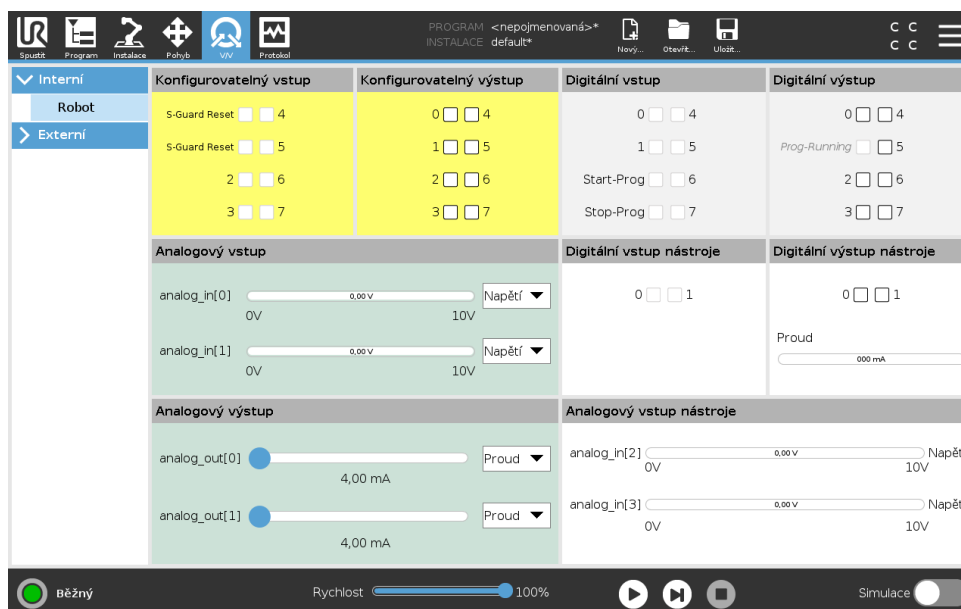 PROGRAM <nepojmenovaná>*
INSTALACE default*
Spustit Program Instalace Pohyb V/V Protokol Nový... Otevřít... Uložit...
C C
C C
Interní
Robot
Externí
Konfigurovatelný vstup
S-Guard Reset 4
S-Guard Reset 5
2 6
3 7
Konfigurovatelný výstup
0 4
1 5
2 6
3 7
Digitální vstup
0 4
1 5
Start-Prog 6
Stop-Prog 7
Digitální výstup
0 4
Prog-Running 5
2 6
3 7
Analogový vstup
analog_in[0] 0,00 V Napětí
0V 10V
analog_in[1] 0,00 V Napětí
0V 10V
Digitální vstup nástroje
0 1
Digitální výstup nástroje
0 1
Proud
000 mA
Analogový výstup
analog_out[0] Proud
4,00 mA
analog_out[1] Proud
4,00 mA
Analogový vstup nástroje
analog_in[2] 0,00 V Napět
0V 10V
analog_in[3] 0,00 V Napět
0V 10V
Běžný Rychlost 100% Simulace